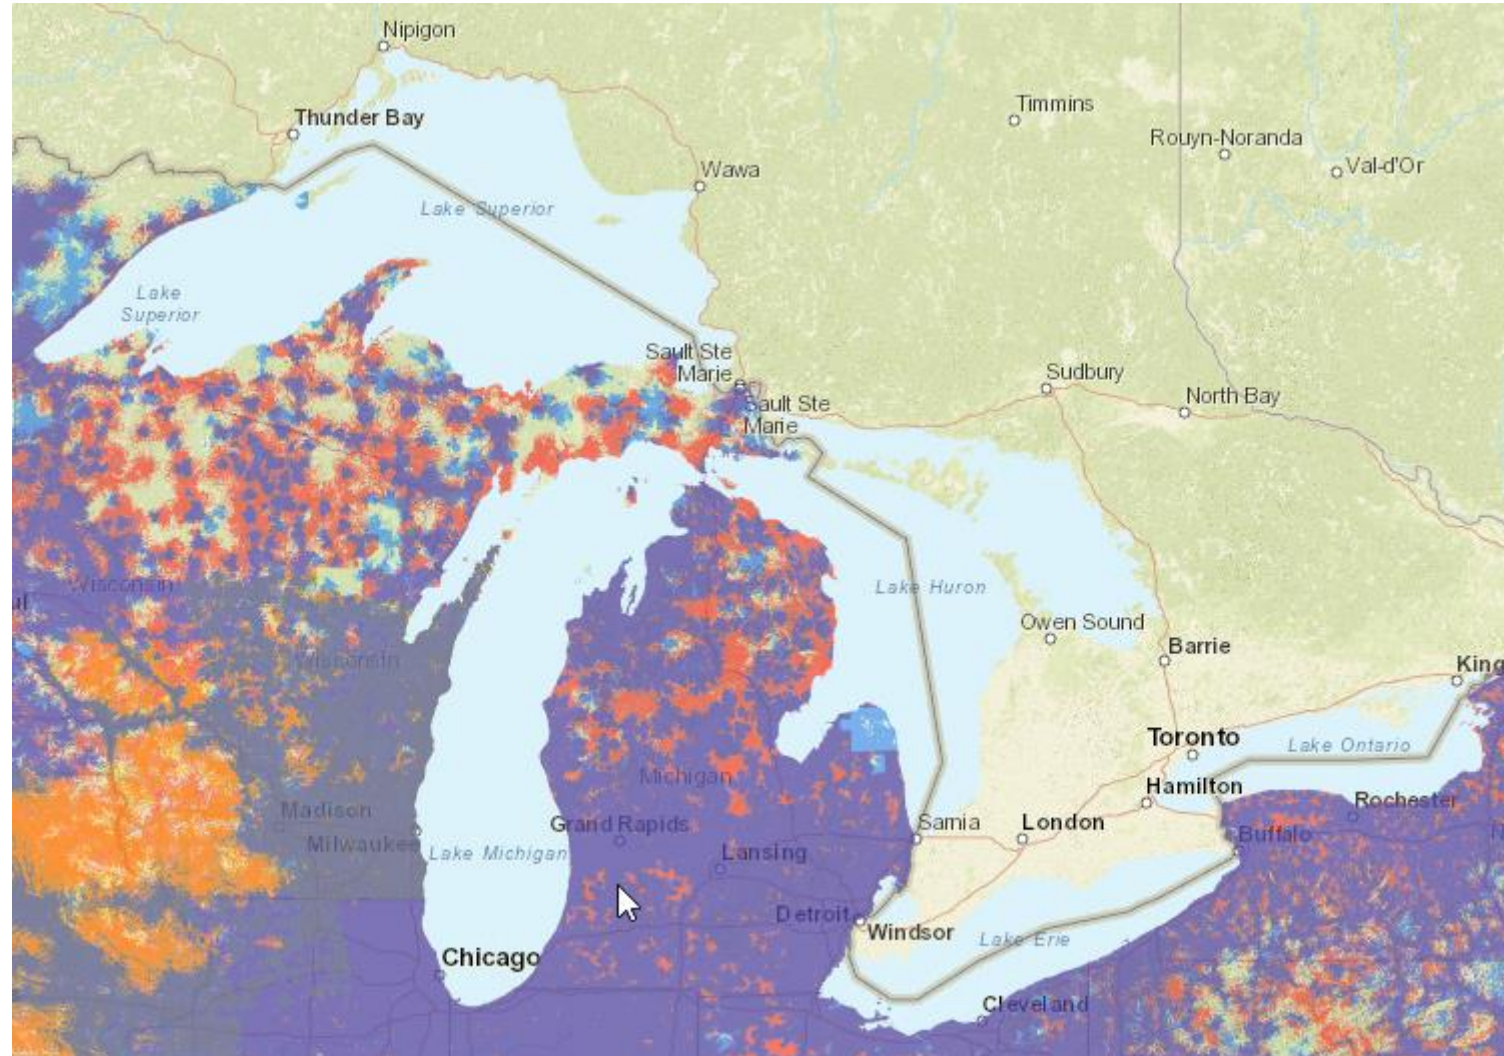 Nipigon
Timmins
Thunder Bay
Rouyn-Noranda
Val-d'Or
Wawa
Lake Superior
Lake
Superior
Sault Ste
Marie
Sudbury
North Bay
Sault Ste
Marie
Wisconsin
Lake Huron
ul
Owen Sound
Barrie
Wisconsin
King
Toronto
Lake Ontario
Michigan
Hamilton
Madison
Rochester
Grand Rapids
Sarnia
London
Buffalo
Milwaukee
Lake Michigan
Lansing
Detroit
Windsor
Lake Erie
Chicago
Cleveland